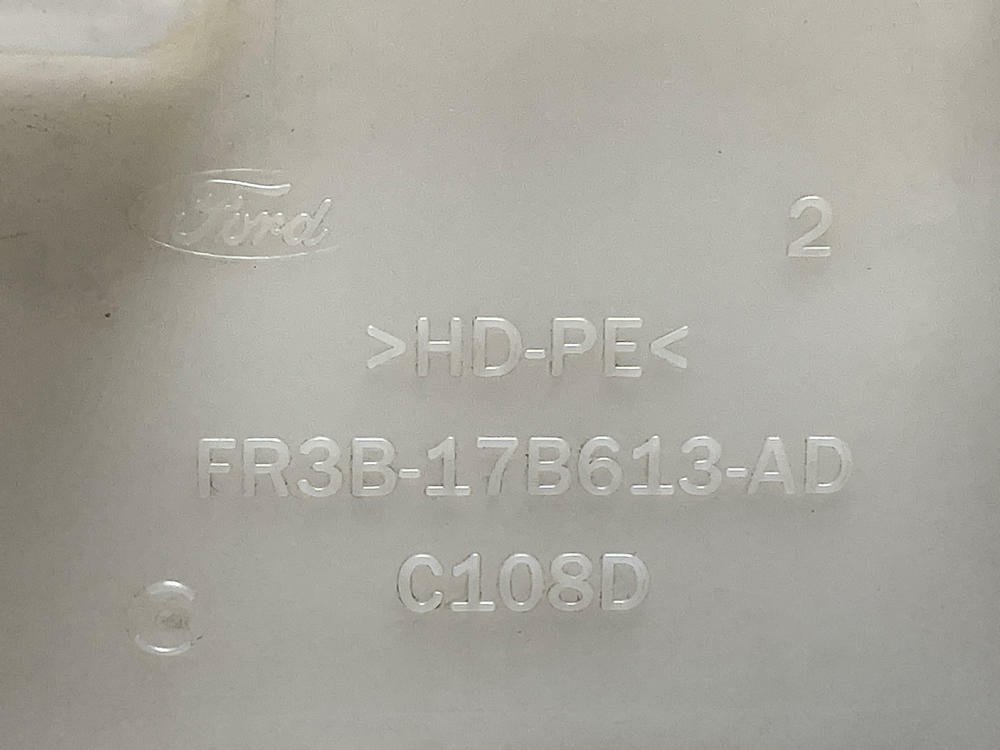 Ford 2
>HD-PE<
FR3B-17B613-AD
C108D